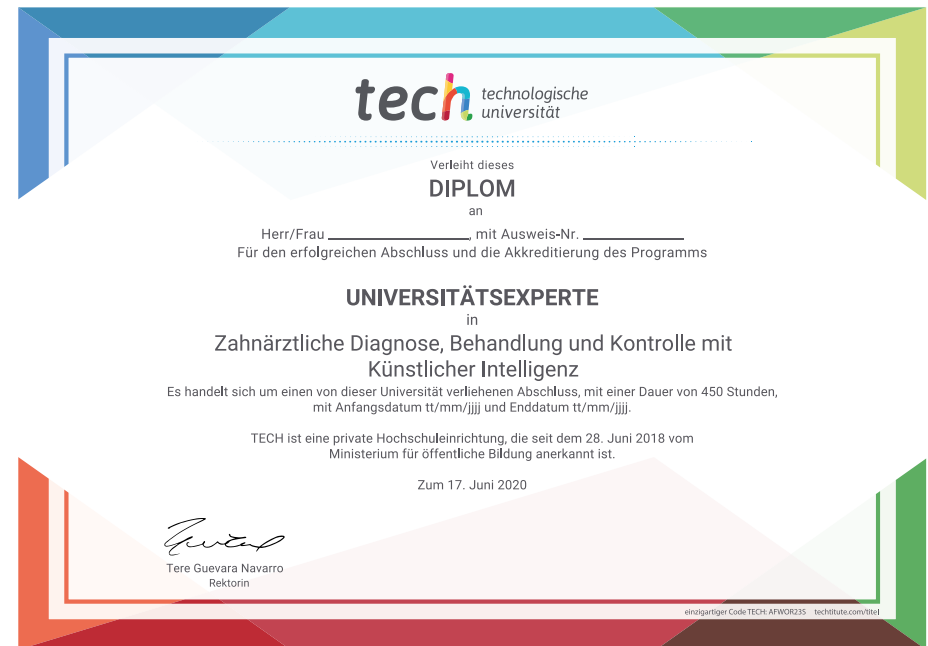 tech technologische
universität
Verleiht dieses
DIPLOM
an
Herr/Frau ____________________, mit Ausweis-Nr. ______________
Für den erfolgreichen Abschluss und die Akkreditierung des Programms
UNIVERSITÄTSEXPERTE
in
Zahnärztliche Diagnose, Behandlung und Kontrolle mit
Künstlicher Intelligenz
Es handelt sich um einen von dieser Universität verliehenen Abschluss, mit einer Dauer von 450 Stunden,
mit Anfangsdatum tt/mm/jjjj und Enddatum tt/mm/jjjj.
TECH ist eine private Hochschuleinrichtung, die seit dem 28. Juni 2018 vom
Ministerium für öffentliche Bildung anerkannt ist.
Zum 17. Juni 2020
Tere Guevara Navarro
Rektorin
einzigartiger Code TECH: AFWOR23S techtitute.com/titel